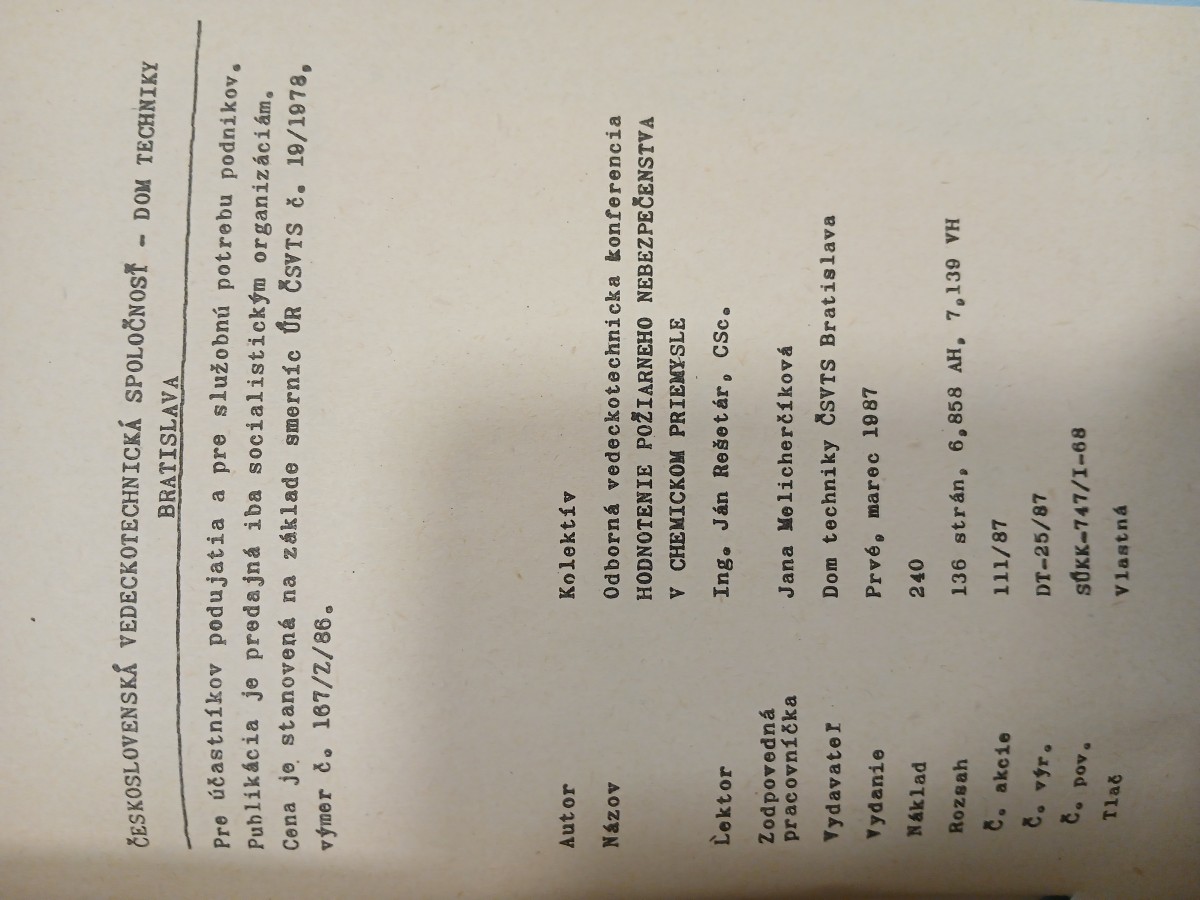 ČESKOSLOVENSKÁ VEDECKOTECHNICKÁ SPOLOČNOSŤ - DOM TECHNIKY
BRATISLAVA
Pre účastníkov podujatia a pre služobnú potrebu podnikov.
Publikácia je predajná iba socialistickým organizáciám.
Cena je stanovená na základe smerníc ÚR ČSVTS č. 19/1978,
výmer č. 167/Z/86.
Autor Kolektív
Názov Odborná vedeckotechnicka konferencia
HODNOTENIE POŽIARNEHO NEBEZPEČENSTVA
V CHEMICKOM PRIEMYSLE
Lektor Ing. Ján Rešetár, CSc.
Zodpovedná
pracovníčka Jana Melicherčíková
Vydavateľ Dom techniky ČSVTS Bratislava
Vydanie Prvé, marec 1987
Náklad 240
Rozsah 136 strán, 6,858 AH, 7,139 VH
Č. akcie 111/87
Č. výr. DT-25/87
Č. pov. SÚKK-747/I-68
Tlač Vlastná